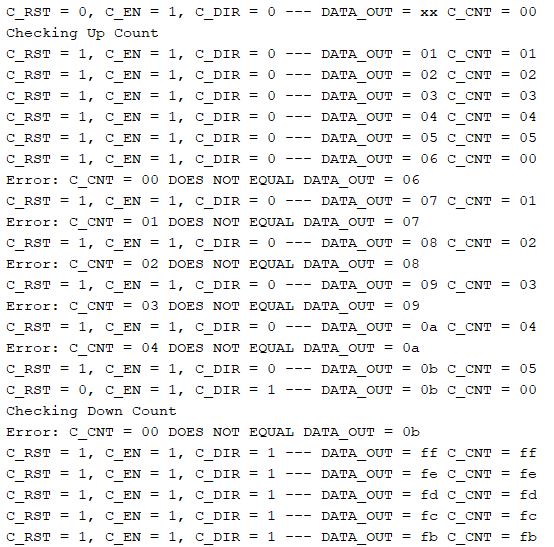 C_RST = 0, C_EN = 1, C_DIR = 0 --- DATA_OUT = xx C_CNT = 00
Checking Up Count
C_RST = 1, C_EN = 1, C_DIR = 0 --- DATA_OUT = 01 C_CNT = 01
C_RST = 1, C_EN = 1, C_DIR = 0 --- DATA_OUT = 02 C_CNT = 02
C_RST = 1, C_EN = 1, C_DIR = 0 --- DATA_OUT = 03 C_CNT = 03
C_RST = 1, C_EN = 1, C_DIR = 0 --- DATA_OUT = 04 C_CNT = 04
C_RST = 1, C_EN = 1, C_DIR = 0 --- DATA_OUT = 05 C_CNT = 05
C_RST = 1, C_EN = 1, C_DIR = 0 --- DATA_OUT = 06 C_CNT = 00
Error: C_CNT = 00 DOES NOT EQUAL DATA_OUT = 06
C_RST = 1, C_EN = 1, C_DIR = 0 --- DATA_OUT = 07 C_CNT = 01
Error: C_CNT = 01 DOES NOT EQUAL DATA_OUT = 07
C_RST = 1, C_EN = 1, C_DIR = 0 --- DATA_OUT = 08 C_CNT = 02
Error: C_CNT = 02 DOES NOT EQUAL DATA_OUT = 08
C_RST = 1, C_EN = 1, C_DIR = 0 --- DATA_OUT = 09 C_CNT = 03
Error: C_CNT = 03 DOES NOT EQUAL DATA_OUT = 09
C_RST = 1, C_EN = 1, C_DIR = 0 --- DATA_OUT = 0a C_CNT = 04
Error: C_CNT = 04 DOES NOT EQUAL DATA_OUT = 0a
C_RST = 1, C_EN = 1, C_DIR = 0 --- DATA_OUT = 0b C_CNT = 05
C_RST = 0, C_EN = 1, C_DIR = 1 --- DATA_OUT = 0b C_CNT = 00
Checking Down Count
Error: C_CNT = 00 DOES NOT EQUAL DATA_OUT = 0b
C_RST = 1, C_EN = 1, C_DIR = 1 --- DATA_OUT = ff C_CNT = ff
C_RST = 1, C_EN = 1, C_DIR = 1 --- DATA_OUT = fe C_CNT = fe
C_RST = 1, C_EN = 1, C_DIR = 1 --- DATA_OUT = fd C_CNT = fd
C_RST = 1, C_EN = 1, C_DIR = 1 --- DATA_OUT = fc C_CNT = fc
C_RST = 1, C_EN = 1, C_DIR = 1 --- DATA_OUT = fb C_CNT = fb